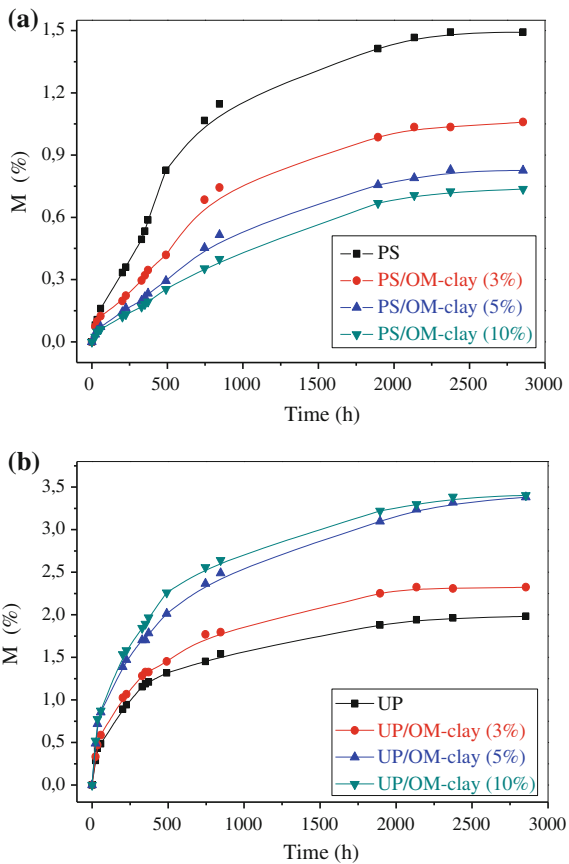 (a)
1,5
1,2
0,9
0,6
0,3
0,0
M (%)
PS
PS/OM-clay (3%)
PS/OM-clay (5%)
PS/OM-clay (10%)
0 500 1000 1500 2000 2500 3000
Time (h)
(b)
3,5
3,0
2,5
2,0
1,5
1,0
0,5
0,0
M (%)
UP
UP/OM-clay (3%)
UP/OM-clay (5%)
UP/OM-clay (10%)
0 500 1000 1500 2000 2500 3000
Time (h)